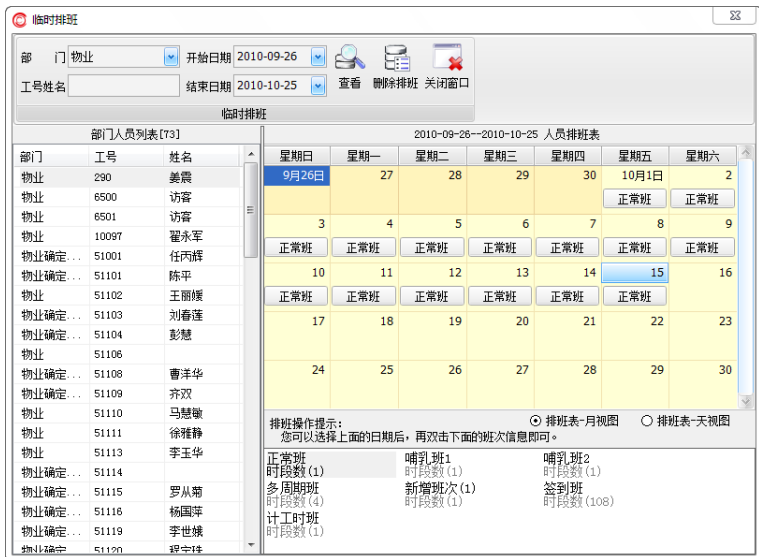 临时排班
部 门 物业 开始日期 2010-09-26
工号姓名 结束日期 2010-10-25 查看 删除排班 关闭窗口
临时排班
部门人员列表[73]
部门 工号 姓名
物业 290 姜震
物业 6500 访客
物业 6501 访客
物业 10097 翟永军
物业确定... 51001 任丙辉
物业确定... 51101 陈平
物业 51102 王丽媛
物业确定... 51103 刘春莲
物业确定... 51104 彭慧
物业 51106
物业确定... 51108 曹洋华
物业确定... 51109 齐双
物业 51110 马慧敏
物业 51111 徐雅静
物业 51113 李玉华
物业确定... 51114
物业确定... 51115 罗从菊
物业确定... 51116 杨国萍
物业确定... 51119 李世娥
物业确定 51120 程宝珠
2010-09-26--2010-10-25 人员排班表
星期日 星期一 星期二 星期三 星期四 星期五 星期六
9月26日 27 28 29 30 10月1日 2
正常班 正常班
3 4 5 6 7 8 9
正常班 正常班 正常班 正常班 正常班 正常班 正常班
10 11 12 13 14 15 16
正常班 正常班 正常班 正常班 正常班 正常班
17 18 19 20 21 22 23
24 25 26 27 28 29 30
排班操作提示： 排班表-月视图 排班表-天视图
您可以选择上面的日期后，再双击下面的班次信息即可。
正常班 哺乳班1 哺乳班2
时段数(1) 时段数(1) 时段数(1)
多周期班 新增班次(1) 签到班
时段数(4) 时段数(1) 时段数(108)
计工时班
时段数(1)